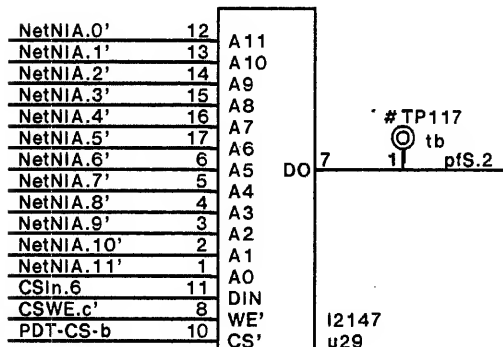 NetNIA.0' 12 A11
NetNIA.1' 13 A10
NetNIA.2' 14 A9
NetNIA.3' 15 A8
NetNIA.4' 16 A7
NetNIA.5' 17 A6
NetNIA.6' 6 A5
NetNIA.7' 5 A4
NetNIA.8' 4 A3
NetNIA.9' 3 A2
NetNIA.10' 2 A1
NetNIA.11' 1 A0
CSIn.6 11 DIN
CSWE.c' 8 WE'
PDT-CS-b 10 CS'
#TP117
tb
DO 7 1 pfS.2
I2147
u29